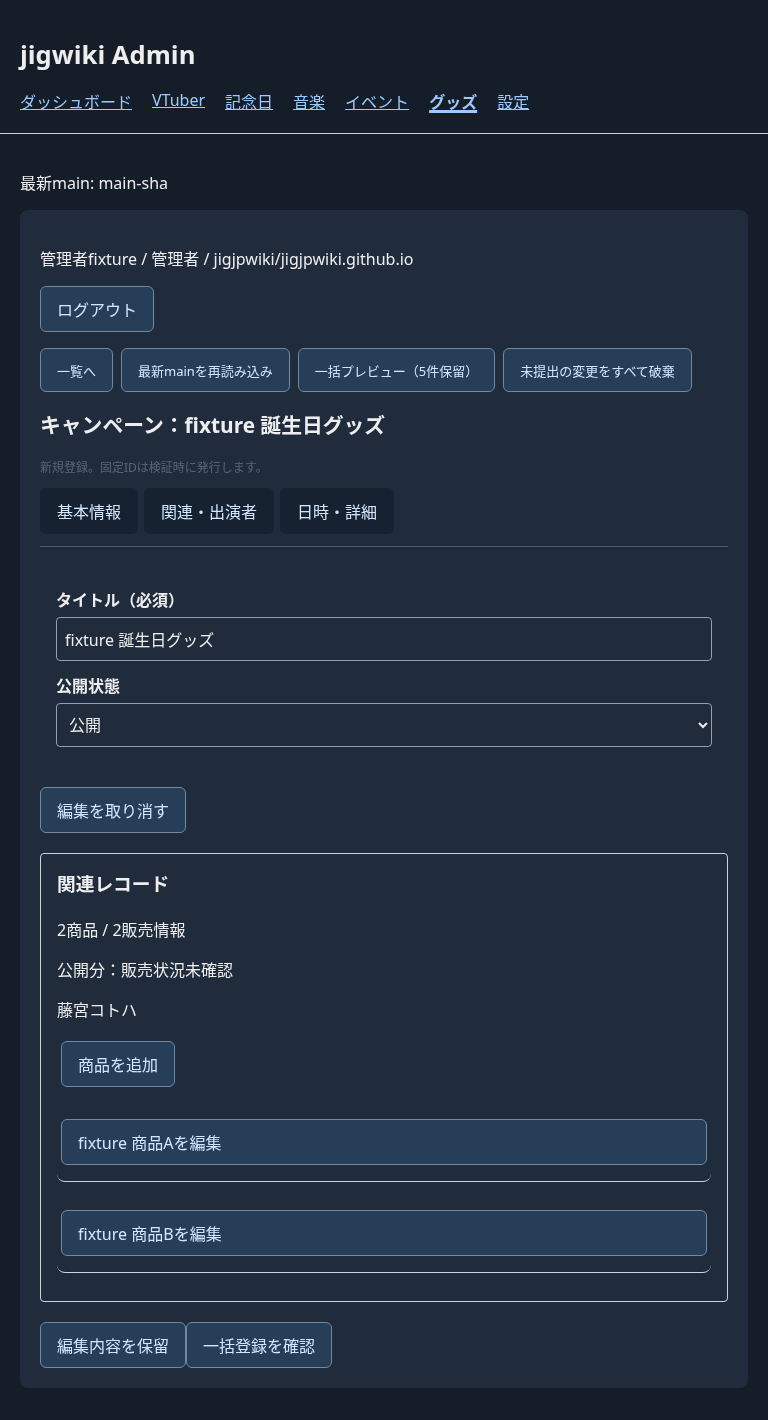 jigwiki Admin
ダッシュボード VTuber 記念日 音楽 イベント グッズ 設定
最新main: main-sha
管理者fixture / 管理者 / jigjpwiki/jigjpwiki.github.io
ログアウト
一覧へ 最新mainを再読み込み 一括プレビュー（5件保留） 未提出の変更をすべて破棄
キャンペーン：fixture 誕生日グッズ
新規登録。固定IDは検証時に発行します。
基本情報 関連・出演者 日時・詳細
タイトル（必須）
fixture 誕生日グッズ
公開状態
公開
編集を取り消す
関連レコード
2商品 / 2販売情報
公開分：販売状況未確認
藤宮コトハ
商品を追加
fixture 商品Aを編集
fixture 商品Bを編集
編集内容を保留 一括登録を確認